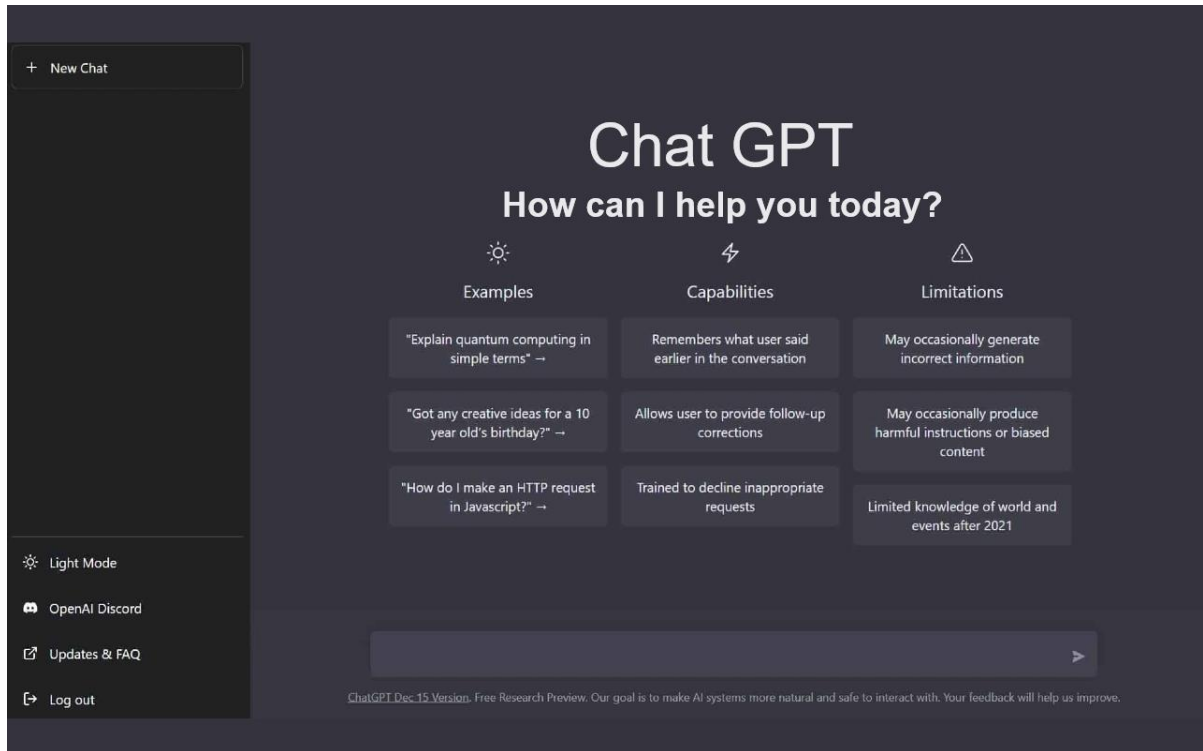 + New Chat
Chat GPT
How can I help you today?
Examples
"Explain quantum computing in
simple terms" →
"Got any creative ideas for a 10
year old's birthday?" →
"How do I make an HTTP request
in Javascript?" →
Capabilities
Remembers what user said
earlier in the conversation
Allows user to provide follow-up
corrections
Trained to decline inappropriate
requests
Limitations
May occasionally generate
incorrect information
May occasionally produce
harmful instructions or biased
content
Limited knowledge of world and
events after 2021
Light Mode
OpenAI Discord
Updates & FAQ
Log out
ChatGPT Dec 15 Version. Free Research Preview. Our goal is to make AI systems more natural and safe to interact with. Your feedback will help us improve.